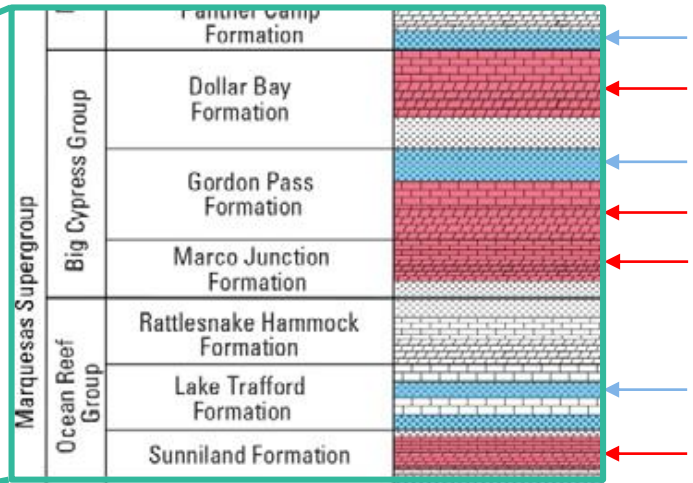 Panther Camp
Formation
Marquesas Supergroup
Big Cypress Group
Dollar Bay
Formation
Gordon Pass
Formation
Marco Junction
Formation
Ocean Reef
Group
Rattlesnake Hammock
Formation
Lake Trafford
Formation
Sunniland Formation